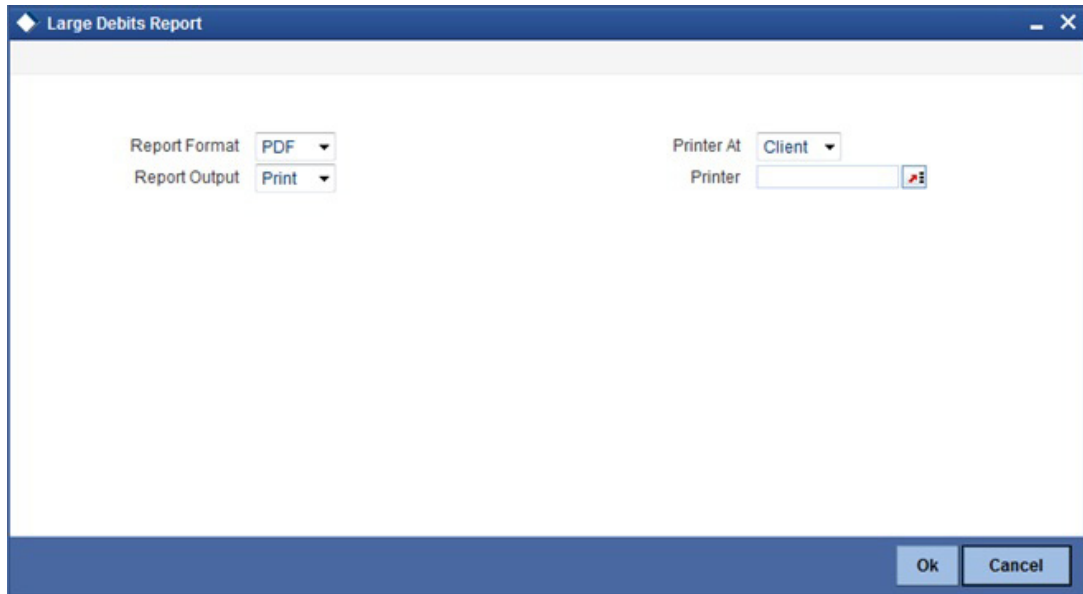 Large Debits Report
Report Format PDF Printer At Client
Report Output Print Printer
Ok Cancel